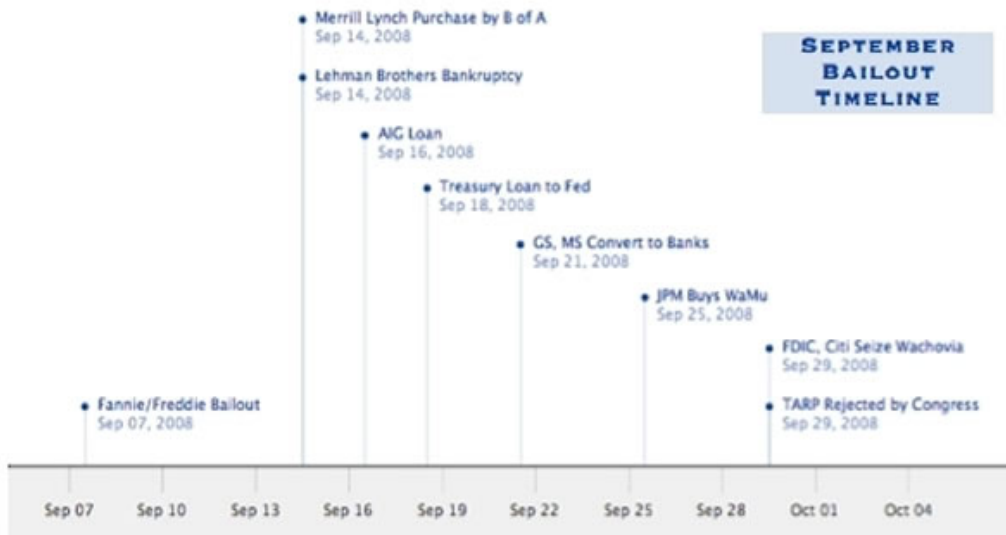 Merrill Lynch Purchase by B of A
Sep 14, 2008
SEPTEMBER
BAILOUT
TIMELINE
Lehman Brothers Bankruptcy
Sep 14, 2008
AIG Loan
Sep 16, 2008
Treasury Loan to Fed
Sep 18, 2008
GS, MS Convert to Banks
Sep 21, 2008
JPM Buys WaMu
Sep 25, 2008
FDIC, Citi Seize Wachovia
Sep 29, 2008
Fannie/Freddie Bailout
Sep 07, 2008
TARP Rejected by Congress
Sep 29, 2008
Sep 07 Sep 10 Sep 13 Sep 16 Sep 19 Sep 22 Sep 25 Sep 28 Oct 01 Oct 04